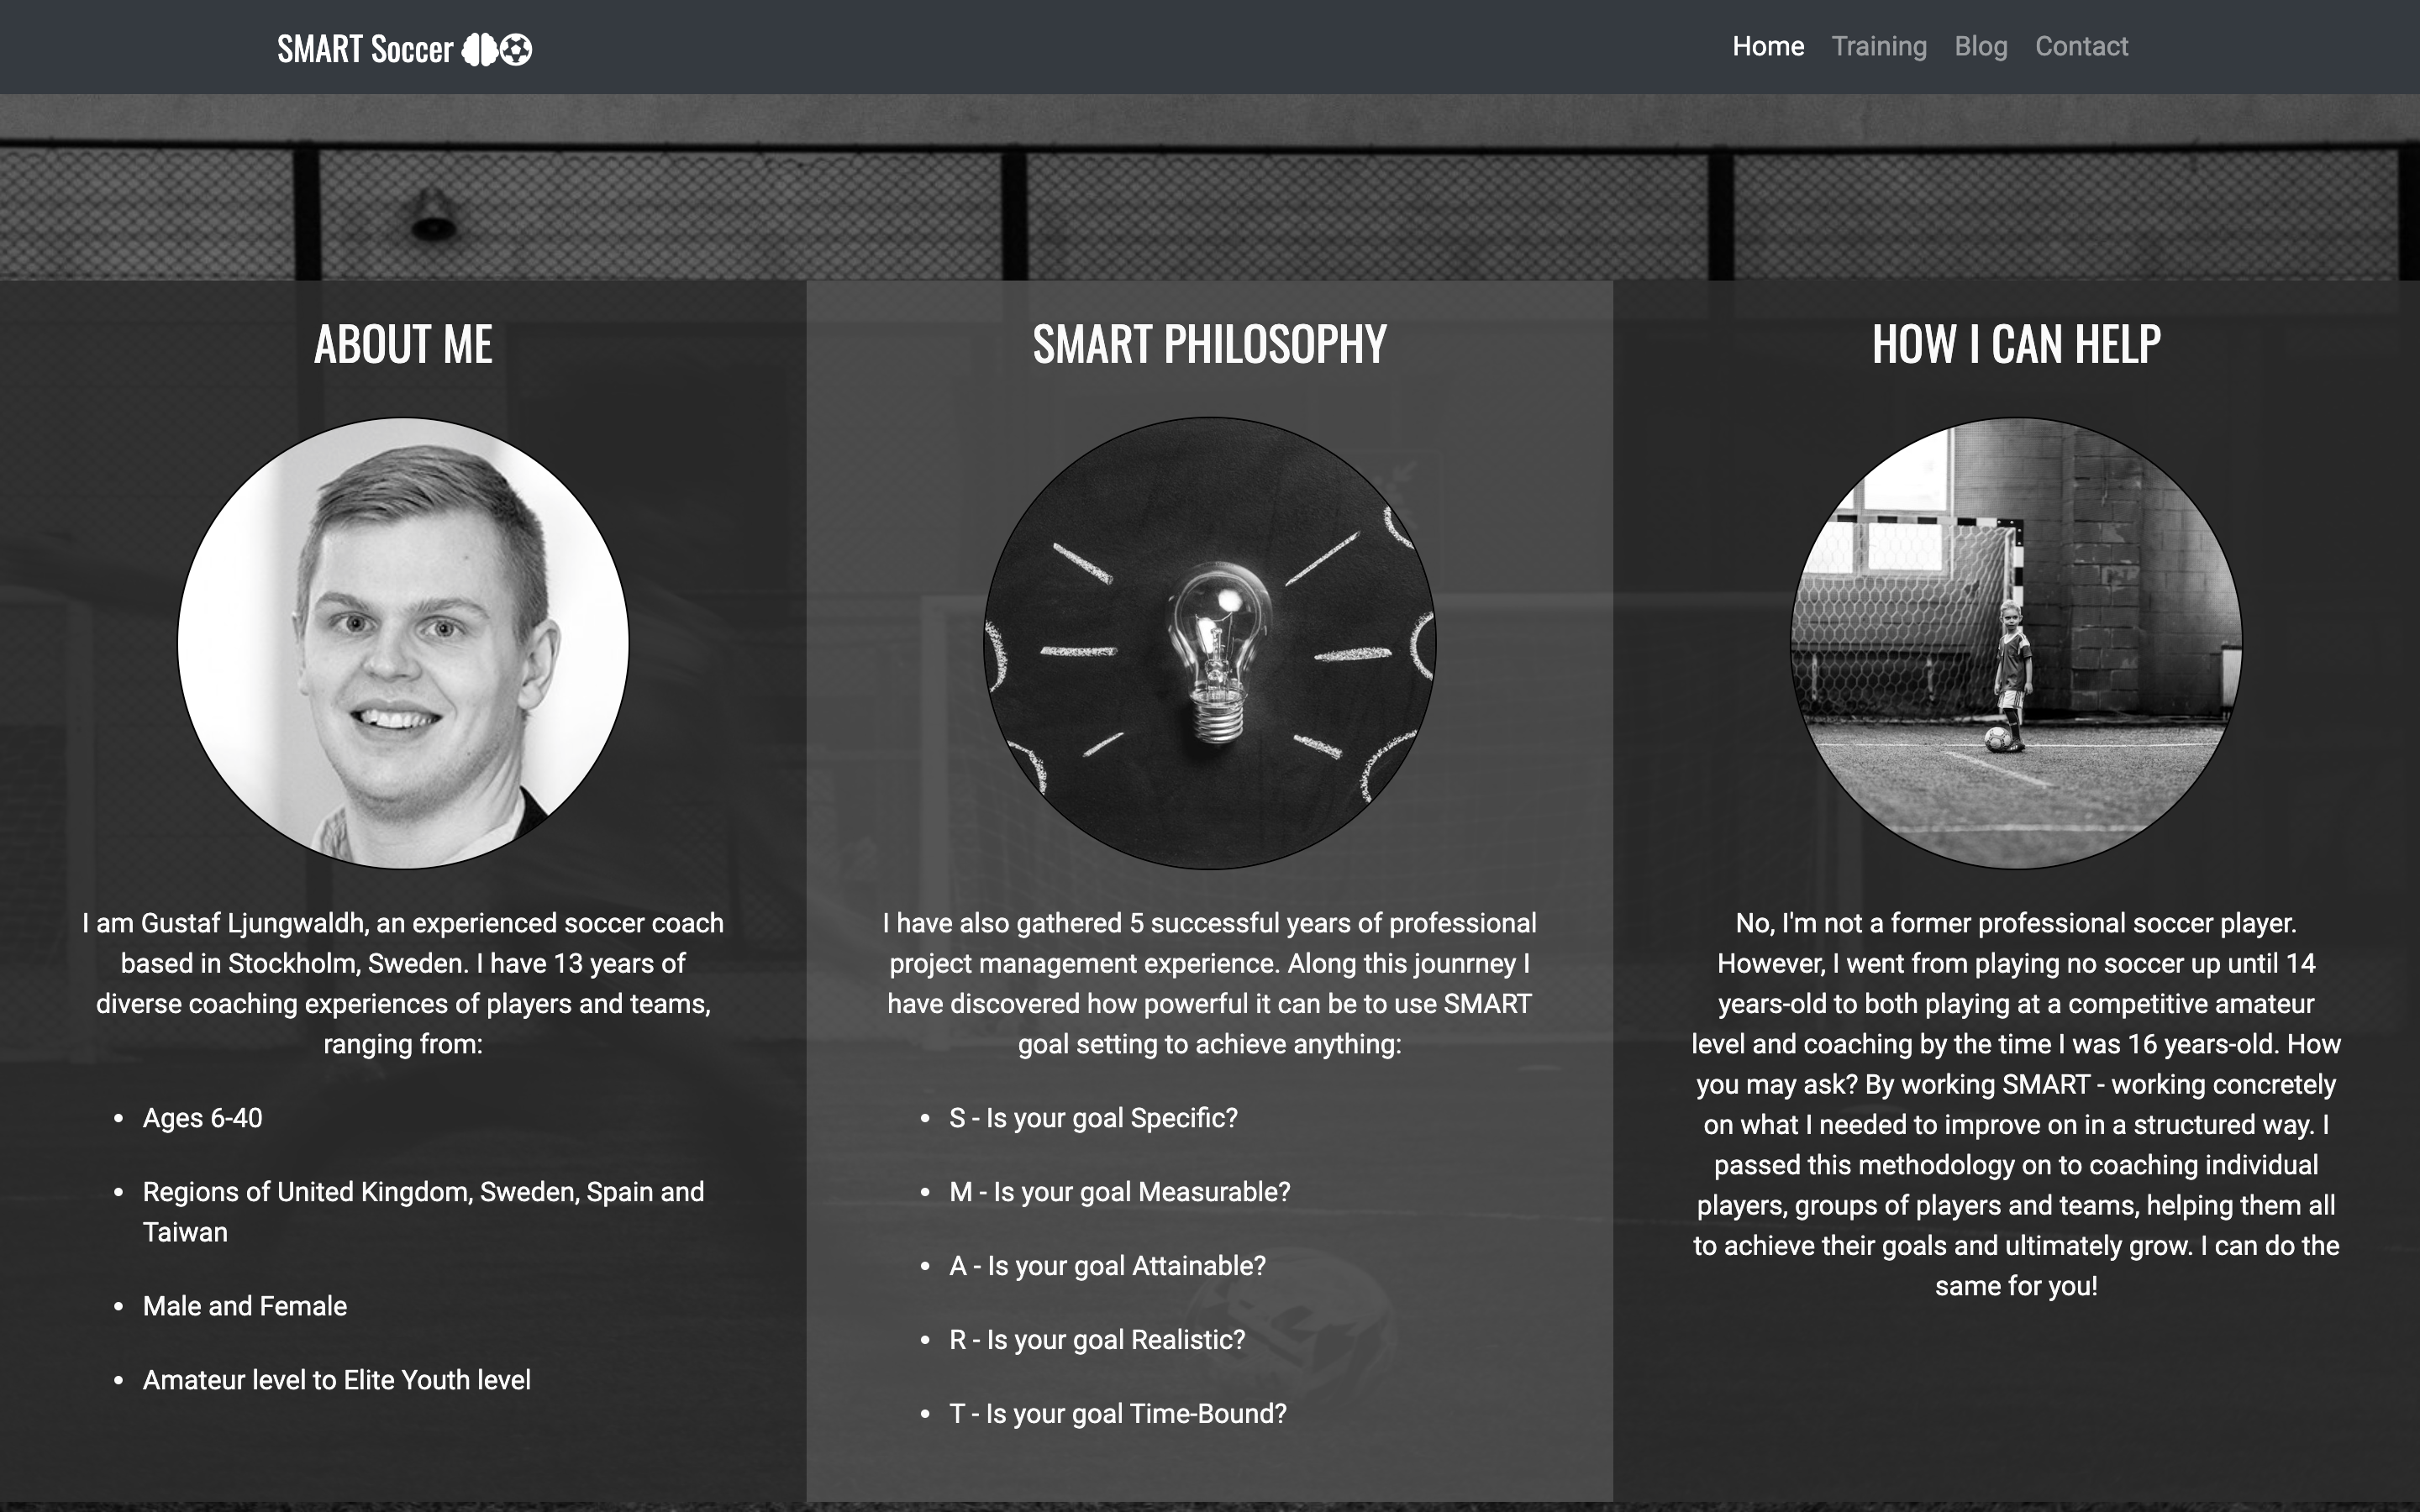 SMART Soccer
Home Training Blog Contact
ABOUT ME
I am Gustaf Ljungwaldh, an experienced soccer coach
based in Stockholm, Sweden. I have 13 years of
diverse coaching experiences of players and teams,
ranging from:
• Ages 6-40
• Regions of United Kingdom, Sweden, Spain and
Taiwan
• Male and Female
• Amateur level to Elite Youth level
SMART PHILOSOPHY
I have also gathered 5 successful years of professional
project management experience. Along this jounrney I
have discovered how powerful it can be to use SMART
goal setting to achieve anything:
• S - Is your goal Specific?
• M - Is your goal Measurable?
• A - Is your goal Attainable?
• R - Is your goal Realistic?
• T - Is your goal Time-Bound?
HOW I CAN HELP
No, I'm not a former professional soccer player.
However, I went from playing no soccer up until 14
years-old to both playing at a competitive amateur
level and coaching by the time I was 16 years-old. How
you may ask? By working SMART - working concretely
on what I needed to improve on in a structured way. I
passed this methodology on to coaching individual
players, groups of players and teams, helping them all
to achieve their goals and ultimately grow. I can do the
same for you!